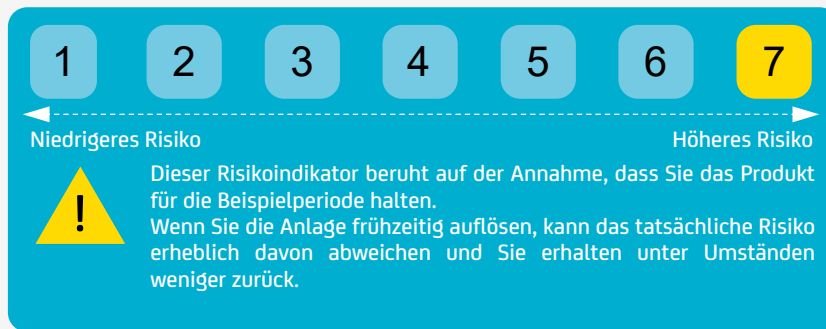 1 2 3 4 5 6 7
Niedrigeres Risiko Höheres Risiko
!
Dieser Risikoindikator beruht auf der Annahme, dass Sie das Produkt
für die Beispielperiode halten.
Wenn Sie die Anlage frühzeitig auflösen, kann das tatsächliche Risiko
erheblich davon abweichen und Sie erhalten unter Umständen
weniger zurück.